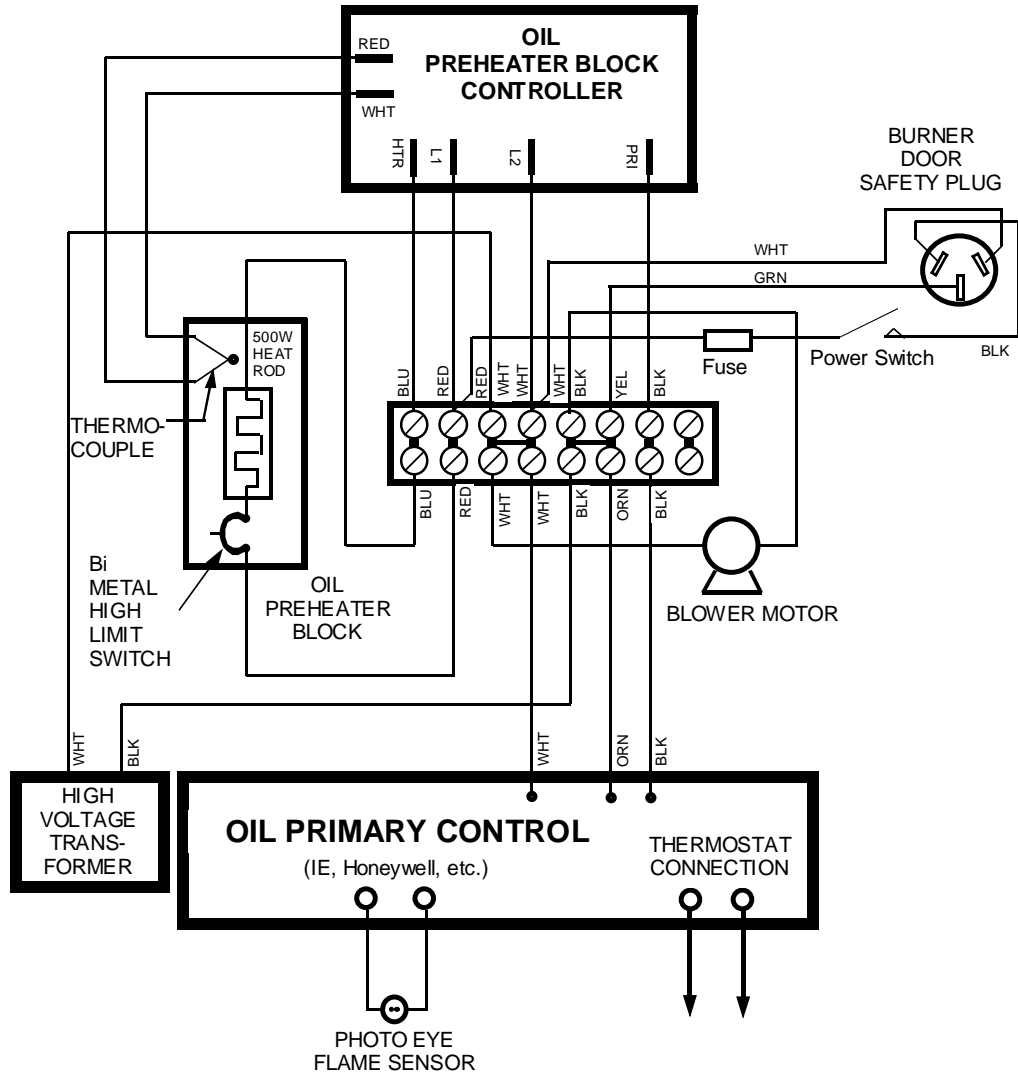 OIL
PREHEATER BLOCK
CONTROLLER
RED
WHT
HTR
L1
L2
PRI
BURNER
DOOR
SAFETY PLUG
WHT
GRN
BLK
Fuse
Power Switch
500W
HEAT
ROD
THERMO-
COUPLE
BLU
RED
RED
WHT
WHT
WHT
BLK
YEL
BLK
BLU
RED
WHT
WHT
BLK
ORN
BLK
Bi
METAL
HIGH
LIMIT
SWITCH
OIL
PREHEATER
BLOCK
BLOWER MOTOR
WHT
BLK
WHT
ORN
BLK
HIGH
VOLTAGE
TRANS-
FORMER
OIL PRIMARY CONTROL
(IE, Honeywell, etc.)
THERMOSTAT
CONNECTION
PHOTO EYE
FLAME SENSOR